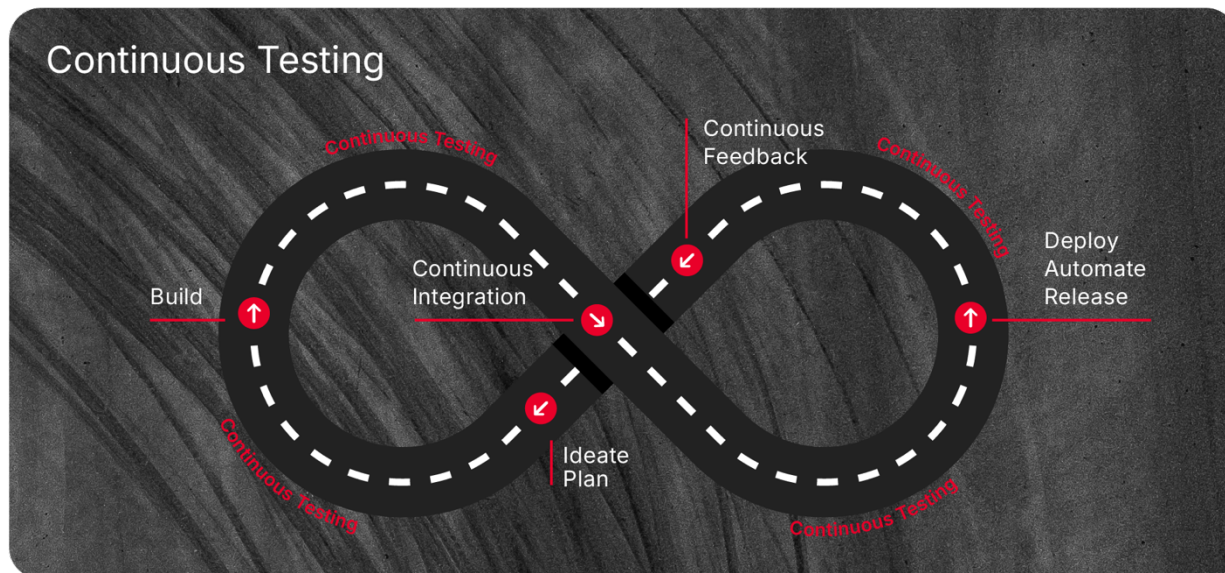 Continuous Testing
Continuous Testing
Continuous
Feedback
Continuous Testing
Deploy
Automate
Release
Continuous
Integration
Build
Ideate
Plan
Continuous Testing
Continuous Testing